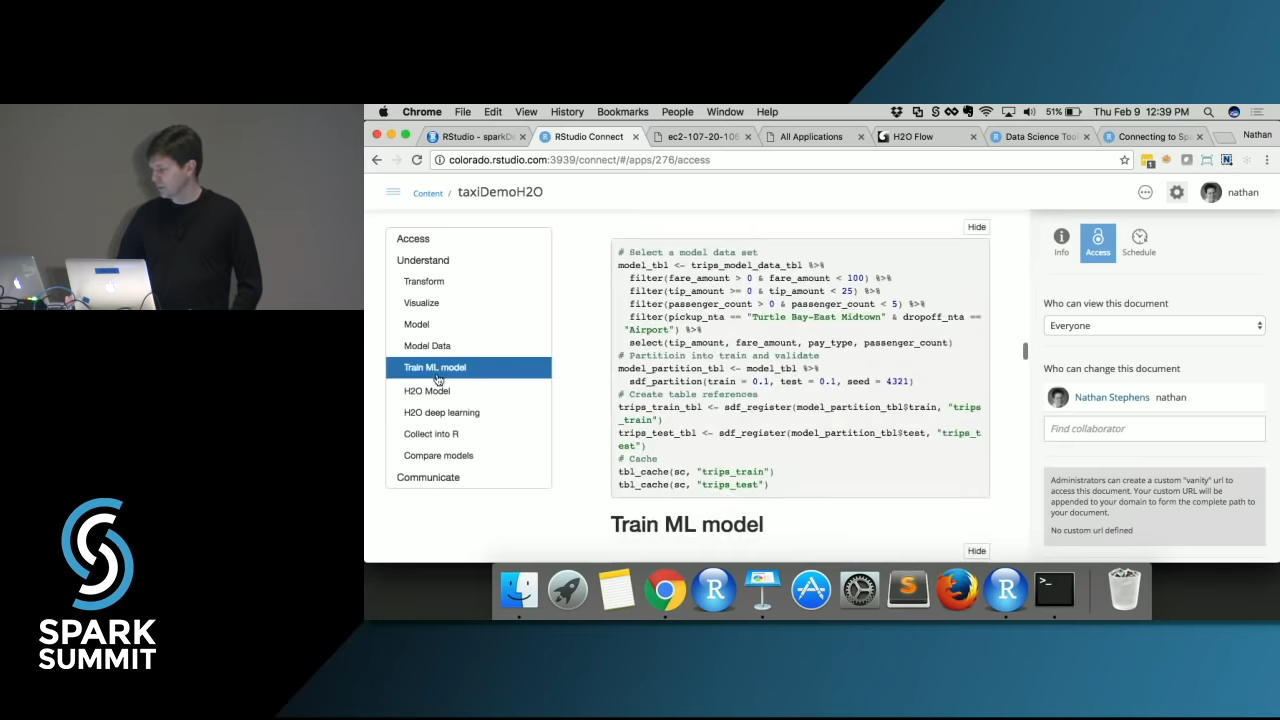 Chrome File Edit View History Bookmarks People Window Help 51% Thu Feb 9 12:39 PM
RStudio - sparkD RStudio Connect ec2-107-20-106 All Applications H2O Flow Data Science Tool Connecting to Sp Nathan
colorado.rstudio.com:3939/connect/#/apps/276/access
Content / taxiDemoH2O nathan
Access
Understand
Transform
Visualize
Model
Model Data
Train ML model
H2O Model
H2O deep learning
Collect into R
Compare models
Communicate
Hide
# Select a model data set
model_tbl <- trips_model_data_tbl %>%
filter(fare_amount > 0 & fare_amount < 100) %>%
filter(tip_amount >= 0 & tip_amount < 25) %>%
filter(passenger_count > 0 & passenger_count < 5) %>%
filter(pickup_nta == "Turtle Bay-East Midtown" & dropoff_nta ==
"Airport") %>%
select(tip_amount, fare_amount, pay_type, passenger_count)
# Partitioin into train and validate
model_partition_tbl <- model_tbl %>%
sdf_partition(train = 0.1, test = 0.1, seed = 4321)
# Create table references
trips_train_tbl <- sdf_register(model_partition_tbl$train, "trips
_train")
trips_test_tbl <- sdf_register(model_partition_tbl$test, "trips_t
est")
# Cache
tbl_cache(sc, "trips_train")
tbl_cache(sc, "trips_test")
Train ML model
Hide
Info Access Schedule
Who can view this document
Everyone
Who can change this document
Nathan Stephens nathan
Find collaborator
Administrators can create a custom "vanity" url to
access this document. Your custom URL will be
appended to your domain to form the complete path to
your document.
No custom url defined
SPARK
SUMMIT